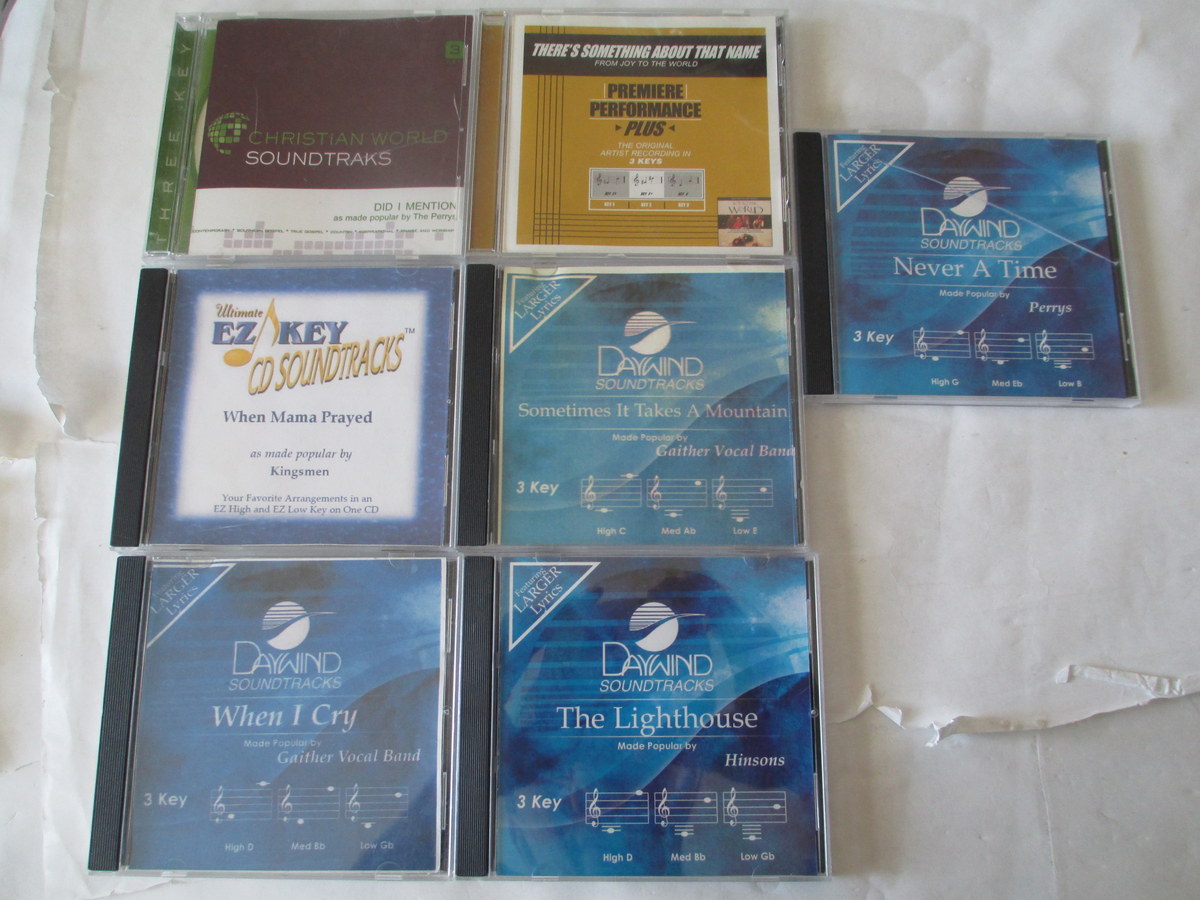 THREE KEY
CHRISTIAN WORLD
SOUNDTRAKS
DID I MENTION
as made popular by The Perrys
THERE'S SOMETHING ABOUT THAT NAME
FROM JOY TO THE WORLD
PREMIERE
PERFORMANCE
PLUS
THE ORIGINAL
ARTIST RECORDING IN
3 KEYS
Featuring
LARGER
Lyrics
DAYWIND
SOUNDTRACKS
Never A Time
Made Popular by
Perrys
3 Key
High G Med Eb Low B
Ultimate
EZ KEY
CD SOUNDTRACKS™
When Mama Prayed
as made popular by
Kingsmen
Your Favorite Arrangements in an
EZ High and EZ Low Key on One CD
Featuring
LARGER
Lyrics
DAYWIND
SOUNDTRACKS
Sometimes It Takes A Mountain
Made Popular by
Gaither Vocal Band
3 Key
High C Med Ab Low E
LARGER
Lyrics
DAYWIND
SOUNDTRACKS
When I Cry
Made Popular by
Gaither Vocal Band
3 Key
High D Med Bb Low Gb
Featuring
LARGER
Lyrics
DAYWIND
SOUNDTRACKS
The Lighthouse
Made Popular by
Hinsons
3 Key
High D Med Bb Low Gb